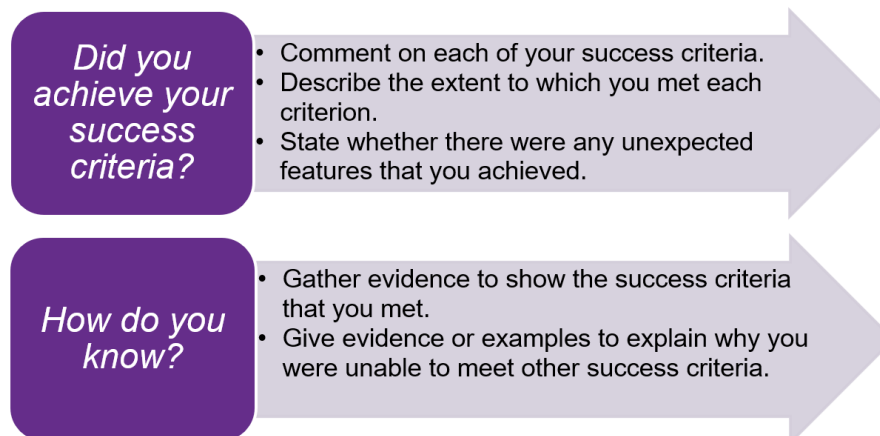 Did you
achieve your
success
criteria?
• Comment on each of your success criteria.
• Describe the extent to which you met each
criterion.
• State whether there were any unexpected
features that you achieved.
How do you
know?
• Gather evidence to show the success criteria
that you met.
• Give evidence or examples to explain why you
were unable to meet other success criteria.